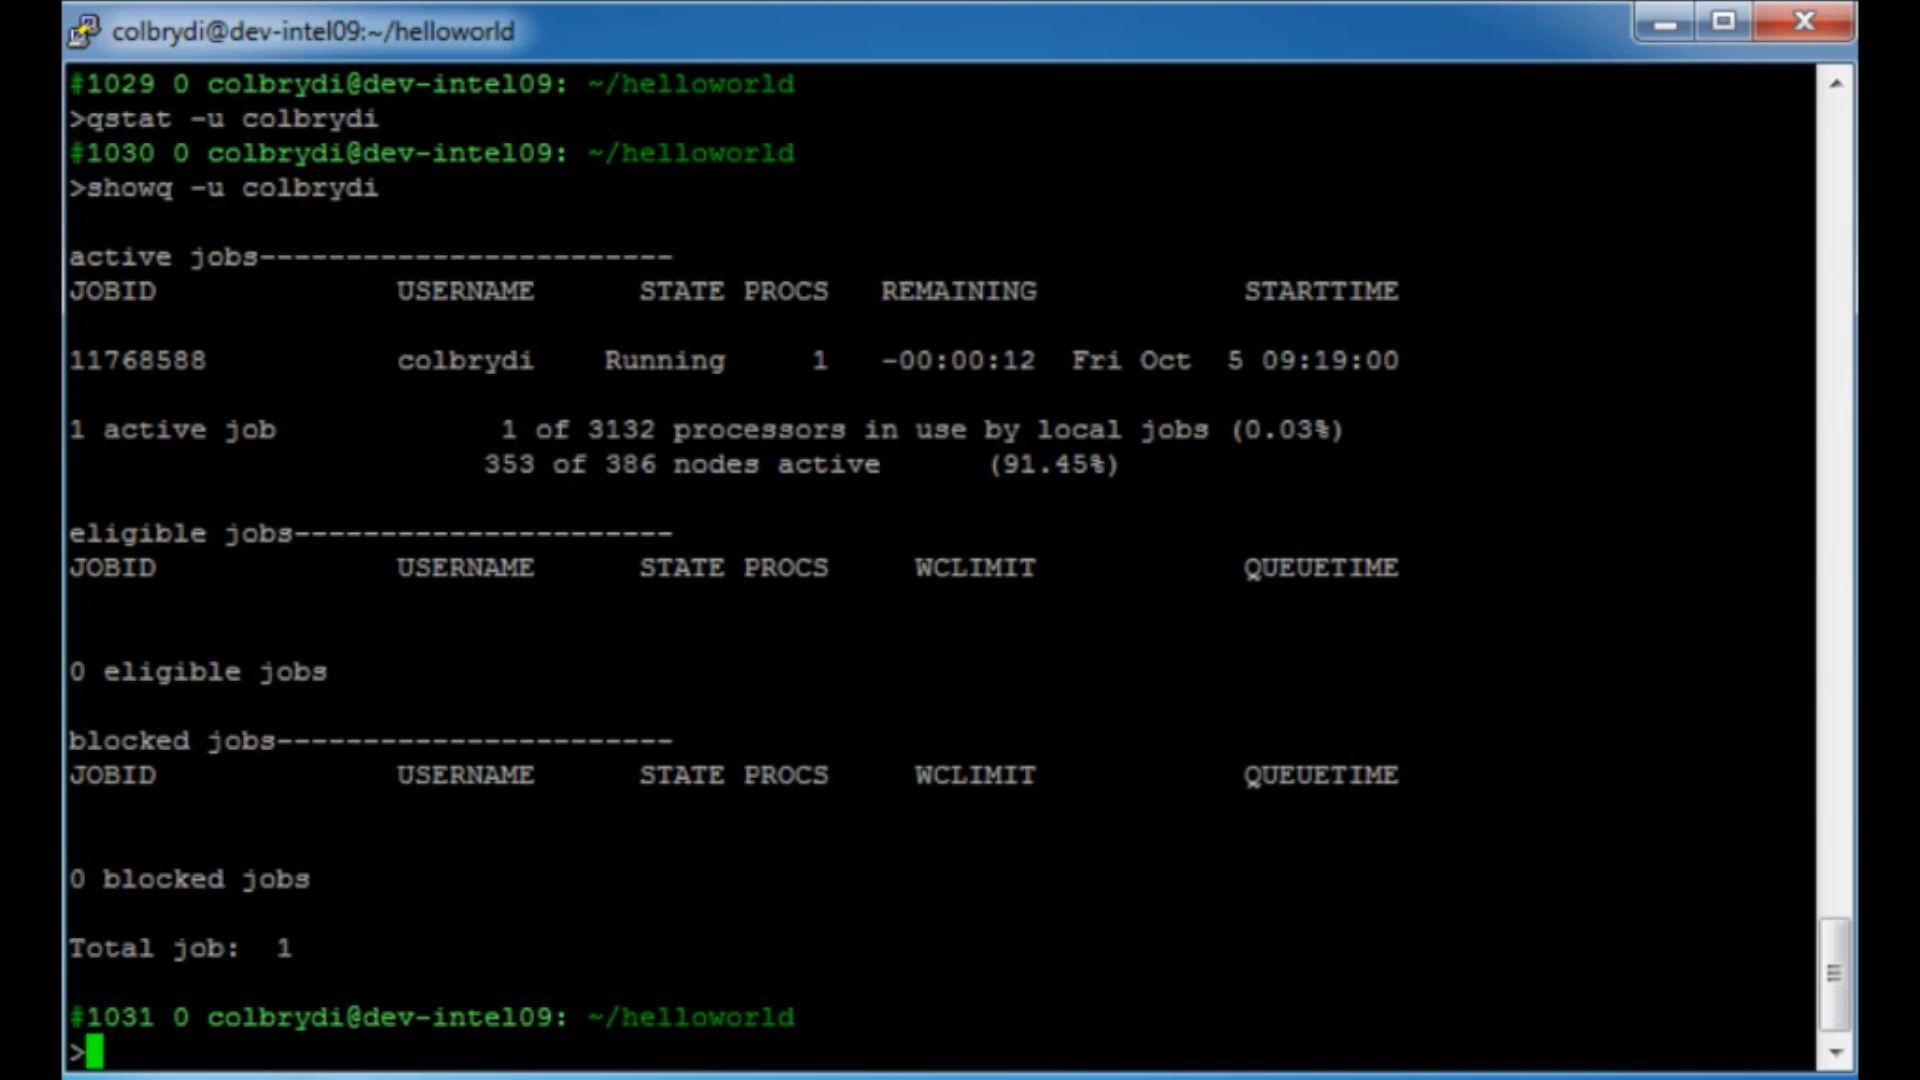 colbrydi@dev-intel09:~/helloworld
#1029 0 colbrydi@dev-intel09: ~/helloworld
>qstat -u colbrydi
#1030 0 colbrydi@dev-intel09: ~/helloworld
>showq -u colbrydi
active jobs------------------------
JOBID USERNAME STATE PROCS REMAINING STARTTIME
11768588 colbrydi Running 1 -00:00:12 Fri Oct 5 09:19:00
1 active job 1 of 3132 processors in use by local jobs (0.03%)
353 of 386 nodes active (91.45%)
eligible jobs----------------------
JOBID USERNAME STATE PROCS WCLIMIT QUEUETIME
0 eligible jobs
blocked jobs-----------------------
JOBID USERNAME STATE PROCS WCLIMIT QUEUETIME
0 blocked jobs
Total job: 1
#1031 0 colbrydi@dev-intel09: ~/helloworld
>